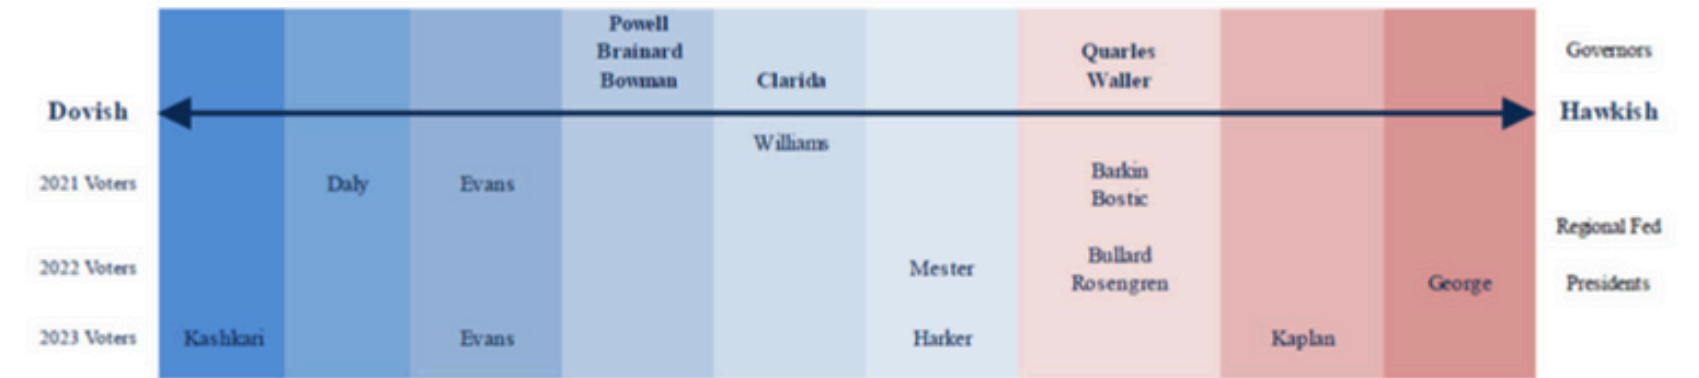 Powell
Brainard Quarles Governors
Bowman Clarida Waller
Dovish Hawkish
Williams
2021 Voters Daly Evans Barkin
Bostic
Regional Fed
2022 Voters Mester Bullard
Rosengren George Presidents
2023 Voters Kashkari Evans Harker Kaplan